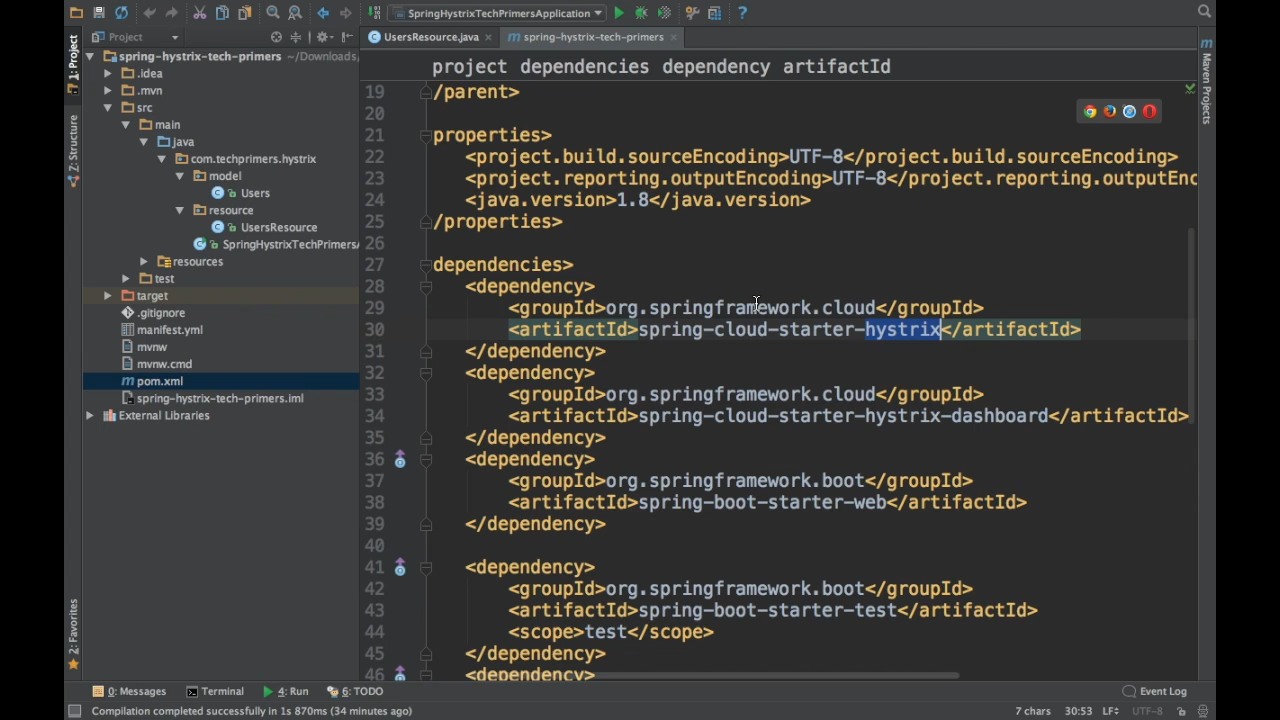 SpringHystrixTechPrimersApplication
Project
UsersResource.java
spring-hystrix-tech-primers
1: Project
Z: Structure
2: Favorites
spring-hystrix-tech-primers ~/Downloads
.idea
.mvn
src
main
java
com.techprimers.hystrix
model
Users
resource
UsersResource
SpringHystrixTechPrimers
resources
test
target
.gitignore
manifest.yml
mvnw
mvnw.cmd
pom.xml
spring-hystrix-tech-primers.iml
External Libraries
project dependencies dependency artifactId
19 /parent>
20
21 properties>
22 <project.build.sourceEncoding>UTF-8</project.build.sourceEncoding>
23 <project.reporting.outputEncoding>UTF-8</project.reporting.outputEnc
24 <java.version>1.8</java.version>
25 /properties>
26
27 dependencies>
28 <dependency>
29 <groupId>org.springframework.cloud</groupId>
30 <artifactId>spring-cloud-starter-hystrix</artifactId>
31 </dependency>
32 <dependency>
33 <groupId>org.springframework.cloud</groupId>
34 <artifactId>spring-cloud-starter-hystrix-dashboard</artifactId>
35 </dependency>
36 <dependency>
37 <groupId>org.springframework.boot</groupId>
38 <artifactId>spring-boot-starter-web</artifactId>
39 </dependency>
40
41 <dependency>
42 <groupId>org.springframework.boot</groupId>
43 <artifactId>spring-boot-starter-test</artifactId>
44 <scope>test</scope>
45 </dependency>
46 <dependency>
Maven Projects
0: Messages
Terminal
4: Run
6: TODO
Event Log
Compilation completed successfully in 1s 870ms (34 minutes ago)
7 chars 30:53 LF UTF-8